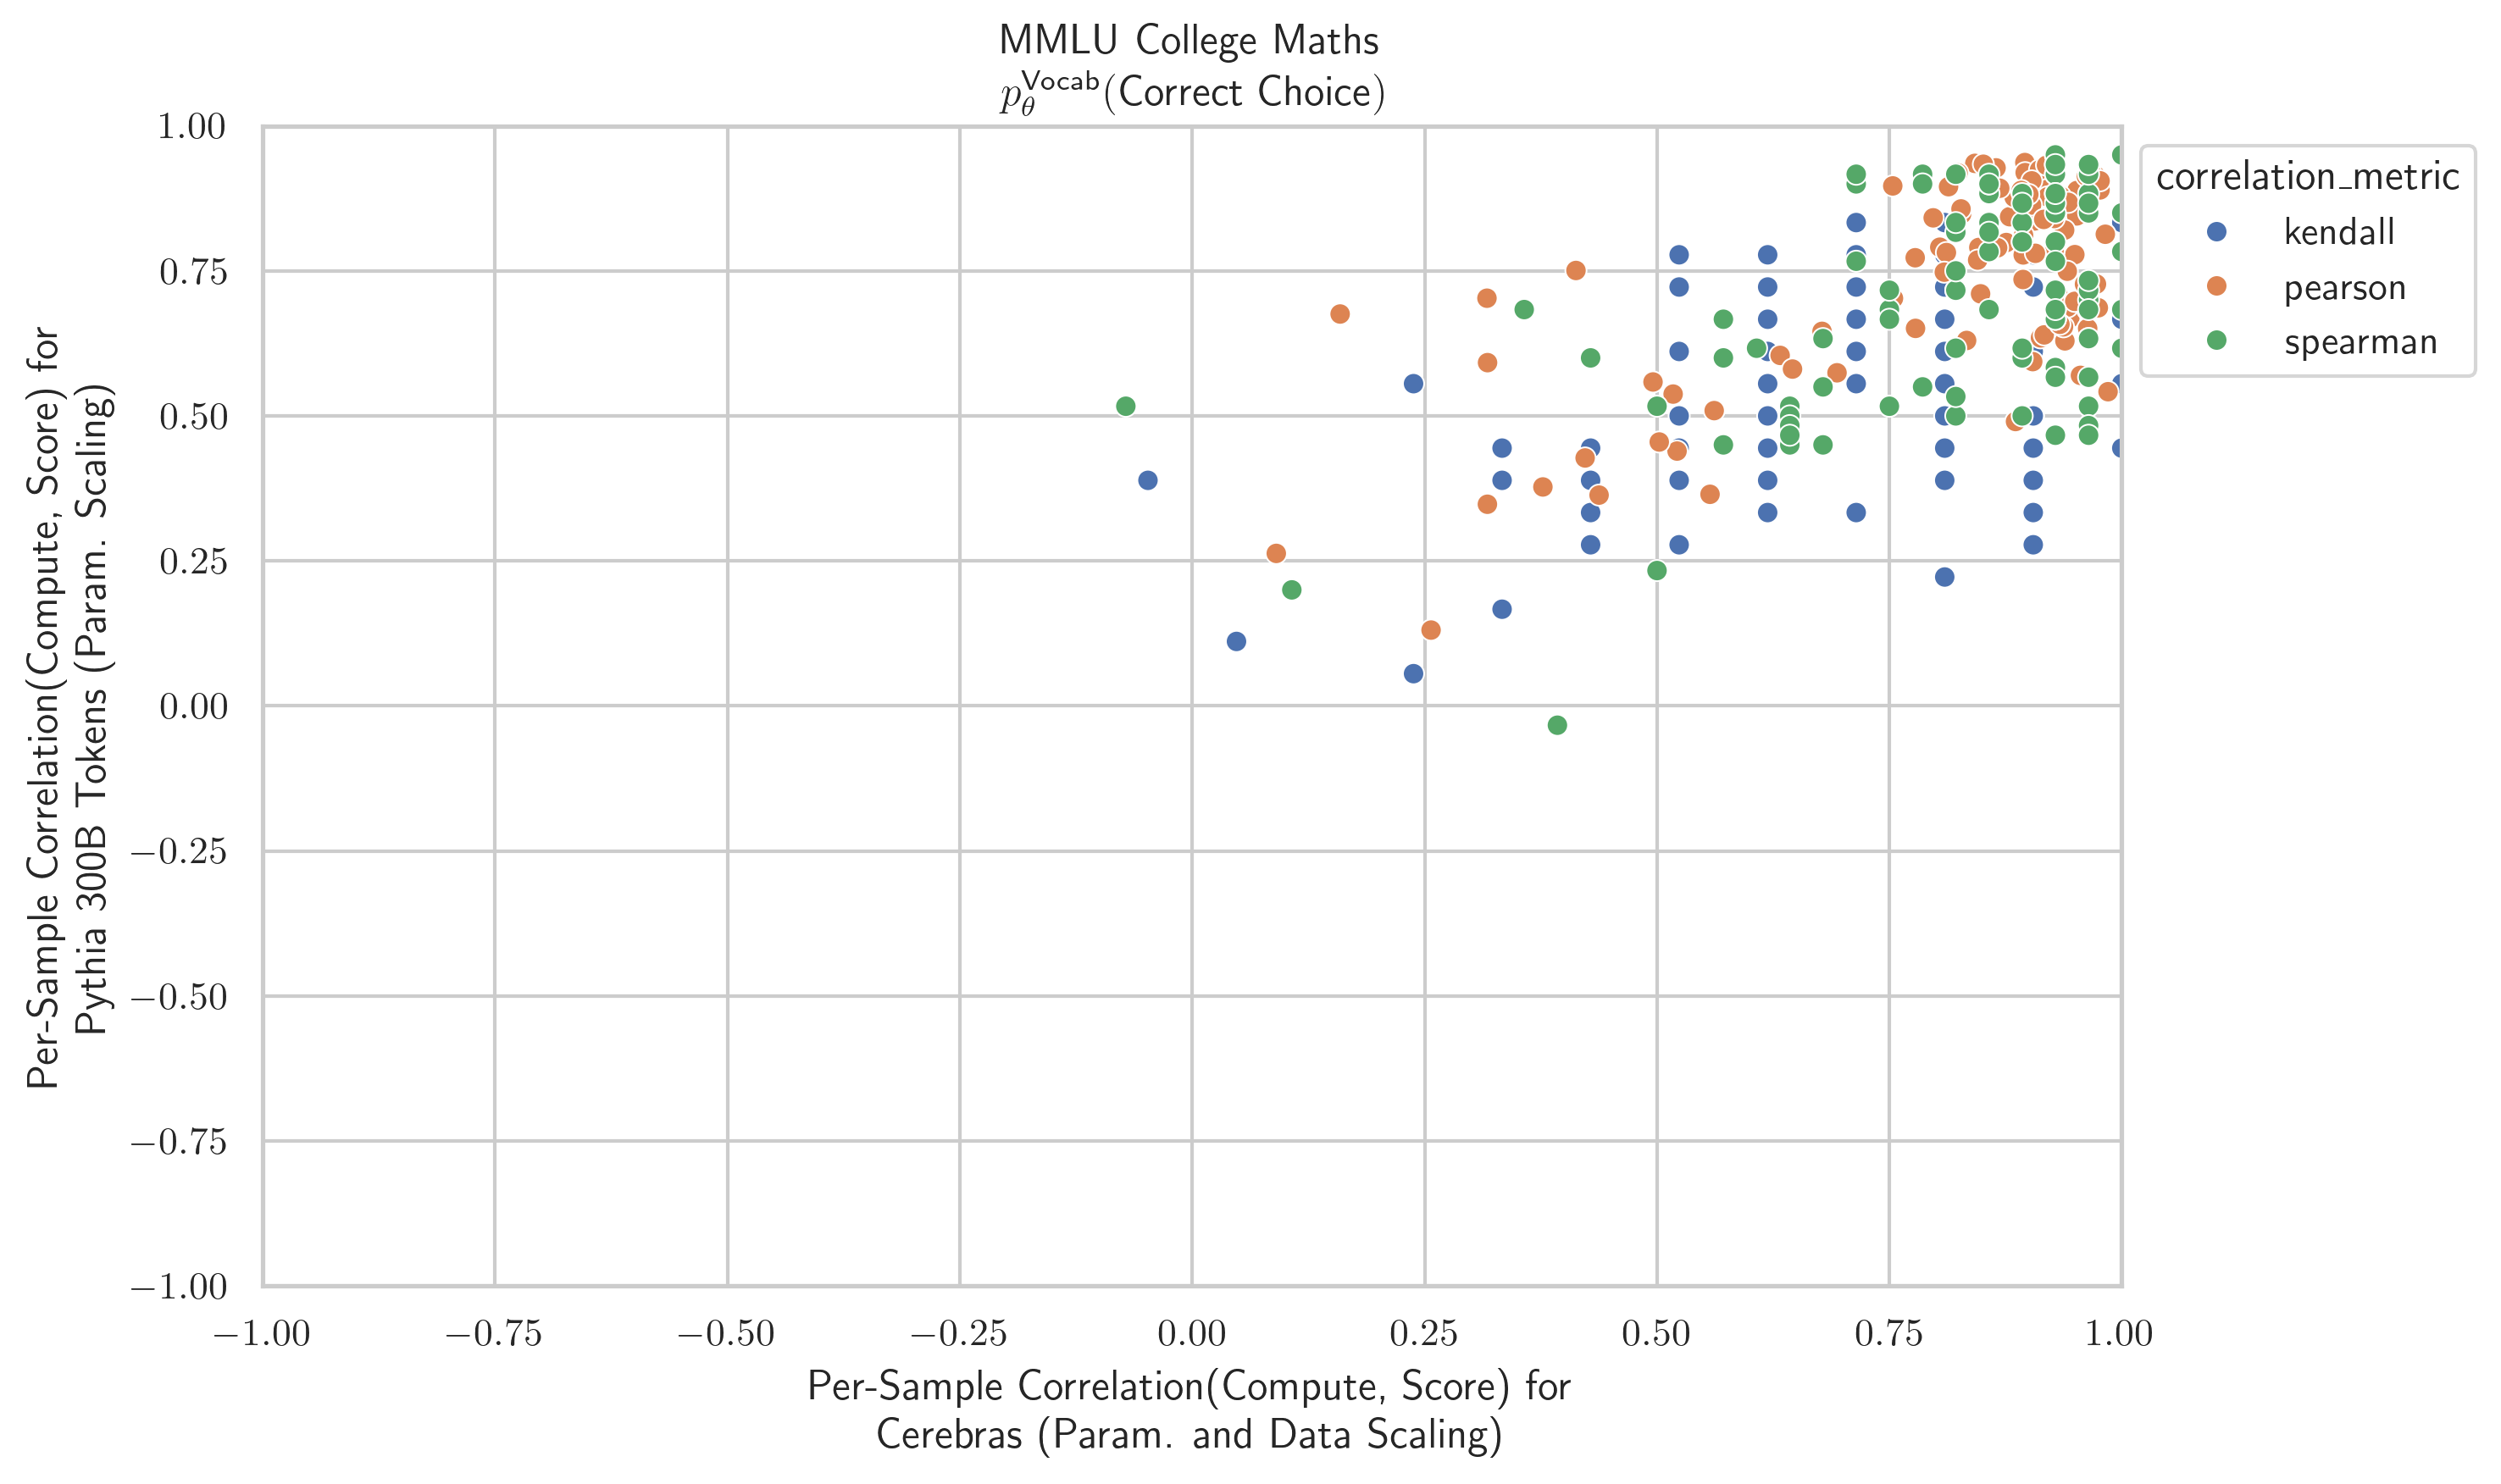 MMLU College Maths
p_θ^Vocab(Correct Choice)
1.00
0.75
0.50
0.25
0.00
−0.25
−0.50
−0.75
−1.00
Per-Sample Correlation(Compute, Score) for
Pythia 300B Tokens (Param. Scaling)
correlation_metric
kendall
pearson
spearman
−1.00 −0.75 −0.50 −0.25 0.00 0.25 0.50 0.75 1.00
Per-Sample Correlation(Compute, Score) for
Cerebras (Param. and Data Scaling)